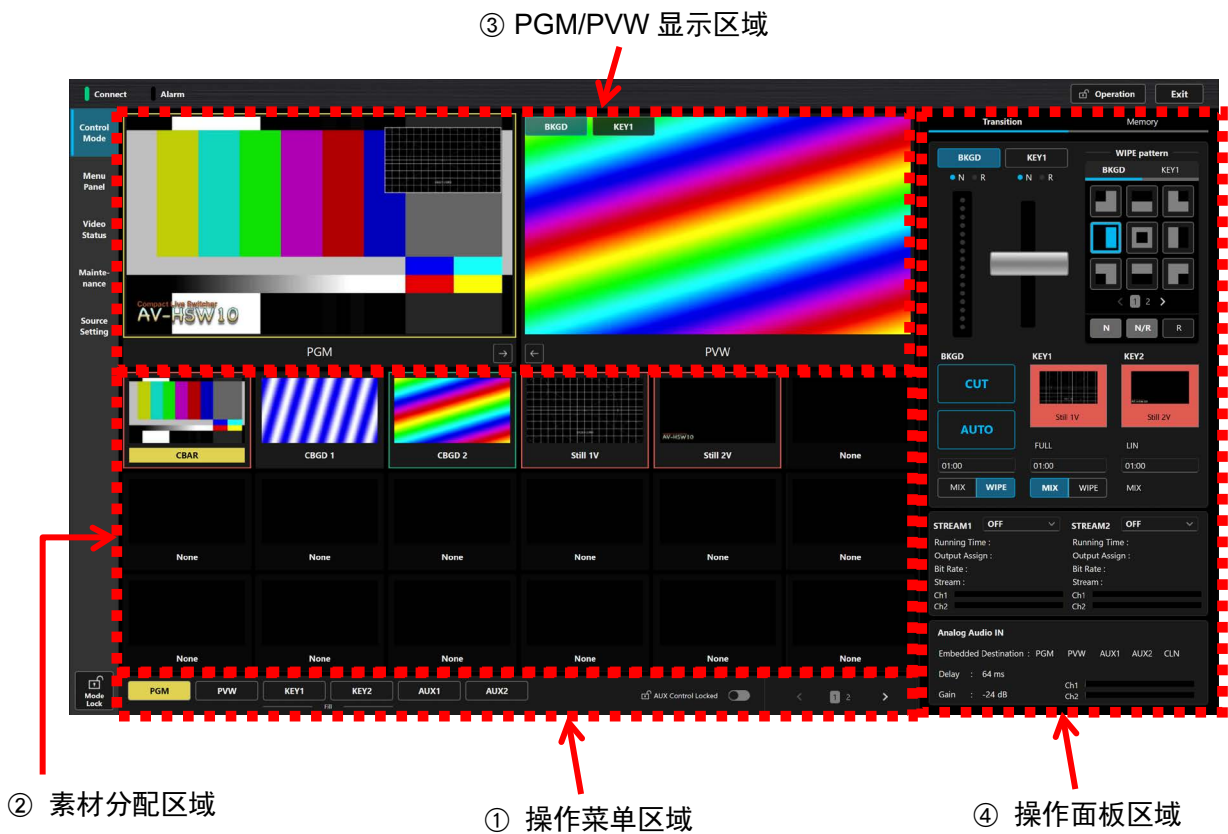 ③ PGM/PVW 显示区域
Connect Alarm Operation Exit
Control
Mode
Menu
Panel
Video
Status
Mainte-
nance
Source
Setting
Mode
Lock
Compact Live Switcher
AV-HSW10
BKGD KEY1
PGM → ← PVW
CBAR CBGD 1 CBGD 2 Still 1V Still 2V None
AV-HSW10
None None None None None None
None None None None None None
PGM PVW KEY1 KEY2 AUX1 AUX2
Fill
AUX Control Locked < 1 2 >
Transition Memory
BKGD KEY1
N R N R
WIPE pattern
BKGD KEY1
< 1 2 >
N N/R R
BKGD KEY1 KEY2
CUT
Still 1V Still 2V
AUTO
FULL LIN
01:00 01:00 01:00
MIX WIPE MIX WIPE MIX
STREAM1 OFF STREAM2 OFF
Running Time : Running Time :
Output Assign : Output Assign :
Bit Rate : Bit Rate :
Stream : Stream :
Ch1 Ch1
Ch2 Ch2
Analog Audio IN
Embedded Destination : PGM PVW AUX1 AUX2 CLN
Delay : 64 ms
Ch1
Gain : -24 dB
Ch2
② 素材分配区域
① 操作菜单区域
④ 操作面板区域